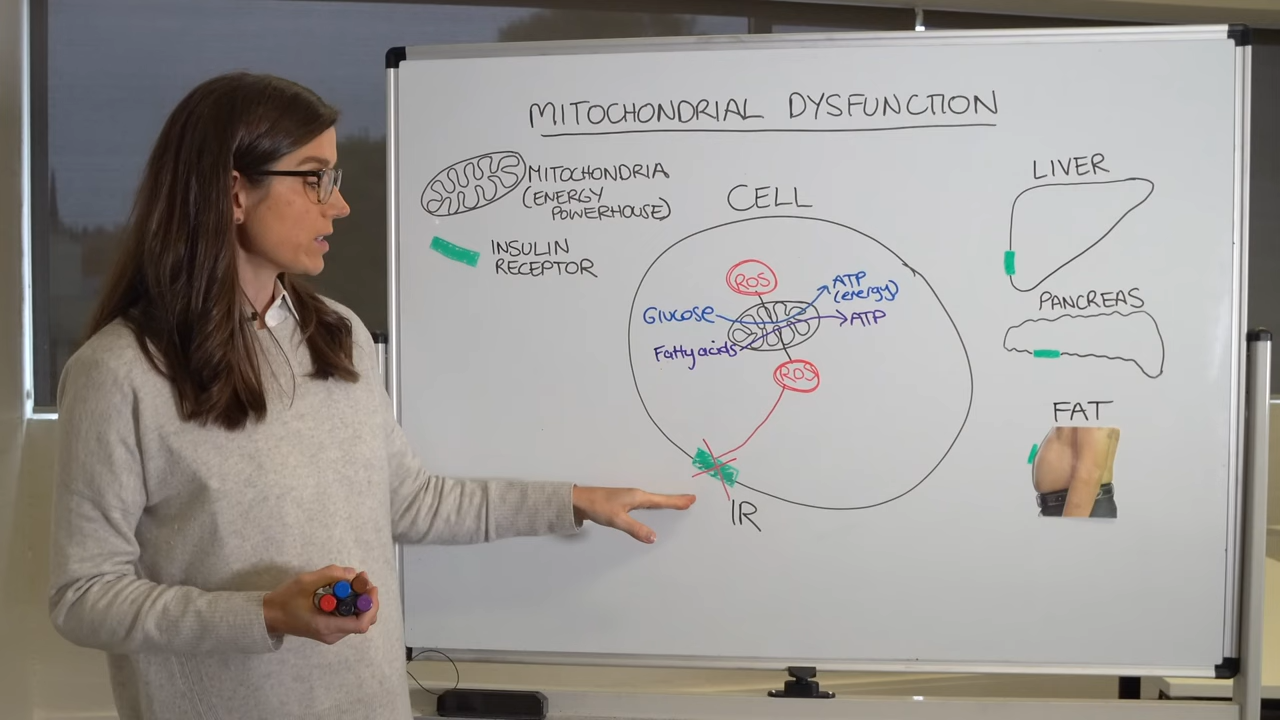 MITOCHONDRIAL DYSFUNCTION
MITOCHONDRIA
(ENERGY
POWERHOUSE)
INSULIN
RECEPTOR
CELL
ROS
Glucose
ATP
(energy)
ATP
Fatty acids
ROS
IR
LIVER
PANCREAS
FAT